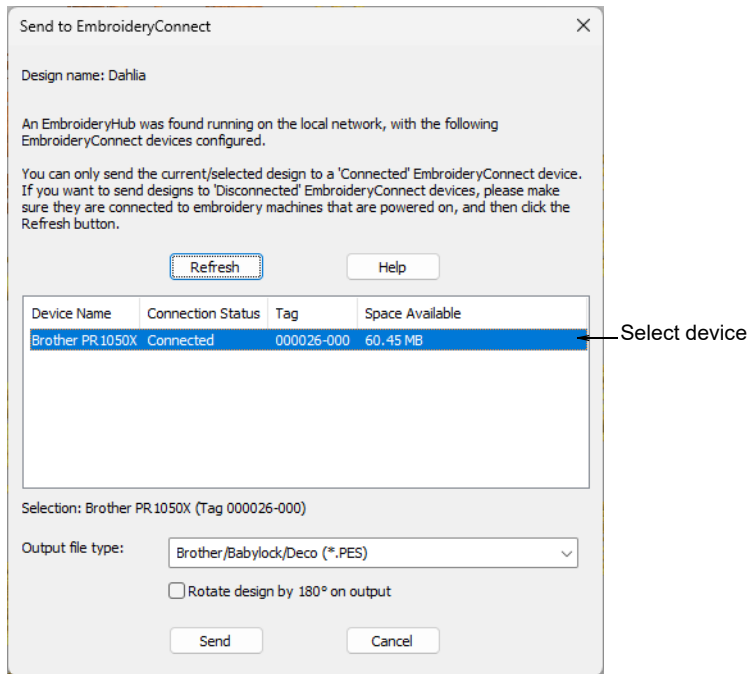 Send to EmbroideryConnect
Design name: Dahlia
An EmbroideryHub was found running on the local network, with the following
EmbroideryConnect devices configured.
You can only send the current/selected design to a 'Connected' EmbroideryConnect device.
If you want to send designs to 'Disconnected' EmbroideryConnect devices, please make
sure they are connected to embroidery machines that are powered on, and then click the
Refresh button.
Refresh Help
Device Name Connection Status Tag Space Available
Brother PR1050X Connected 000026-000 60.45 MB
Select device
Selection: Brother PR1050X (Tag 000026-000)
Output file type: Brother/Babylock/Deco (*.PES)
Rotate design by 180° on output
Send Cancel